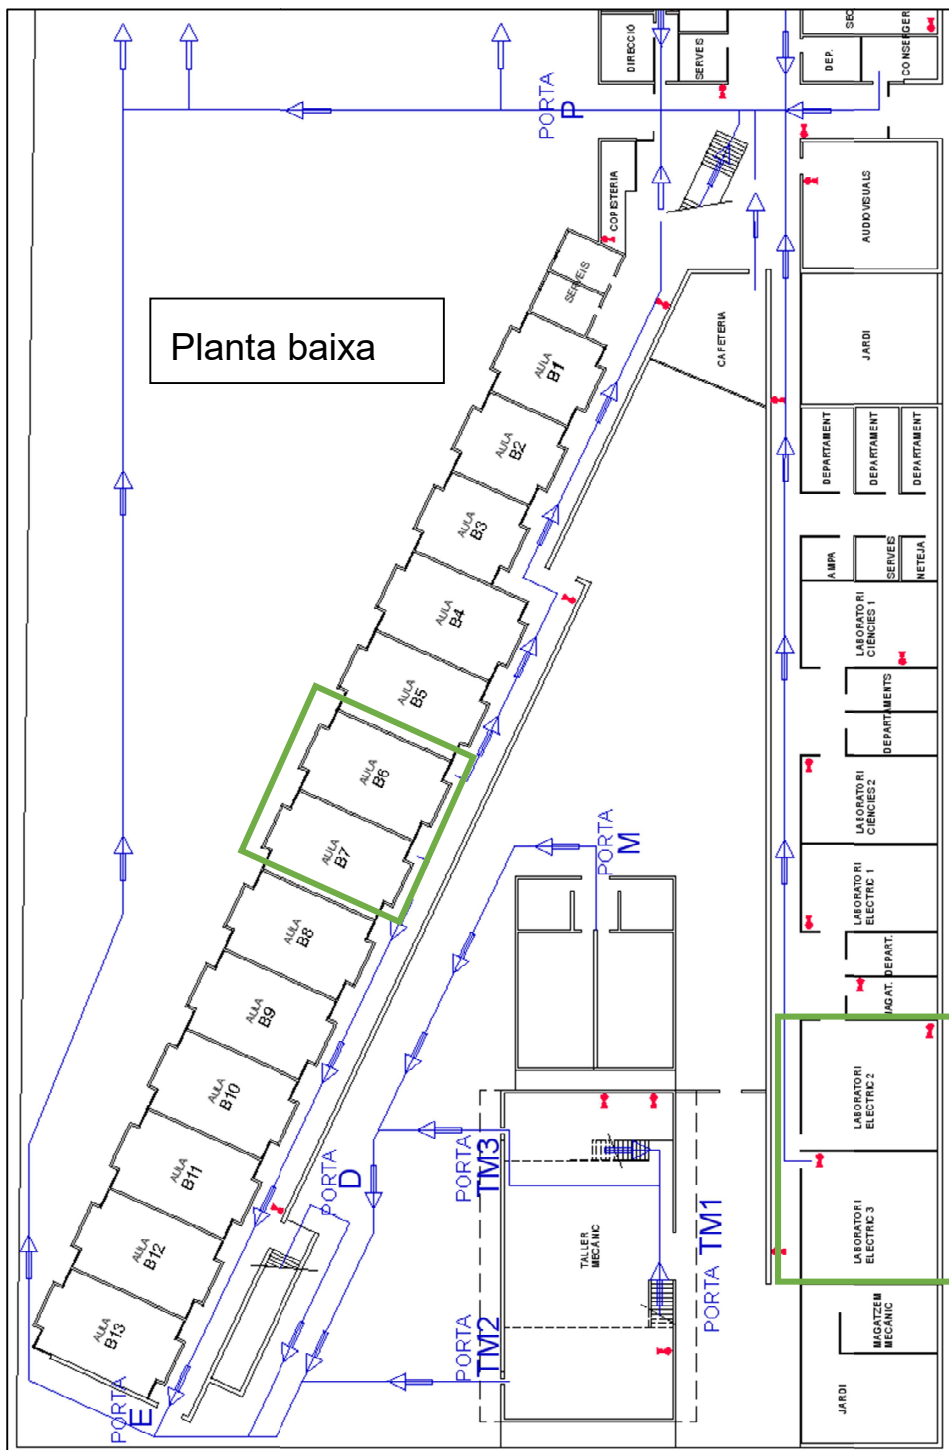 DIRECCIÓ
SERVEIS
DEP.
SEC
CONSERGER
PORTA
P
COPISTERIA
AUDIOVISUALS
SERVEIS
Planta baixa
CAFETERIA
JARDI
AULA
B1
AULA
B2
AULA
B3
AULA
B4
AULA
B5
AULA
B6
AULA
B7
AULA
B8
AULA
B9
AULA
B10
AULA
B11
AULA
B12
AULA
B13
DEPARTAMENT
DEPARTAMENT
DEPARTAMENT
AMPA
SERVEIS
NETEJA
LABORATORI
CIÈNCIES 1
DEPARTAMENTS
LABORATORI
CIÈNCIES 2
LABORATORI
ELECTRIC 1
DEPART.
MAGAT.
LABORATORI
ELECTRIC 2
LABORATORI
ELECTRIC 3
MAGATZEM
MECÀNIC
JARDI
PORTA
M
PORTA
D
PORTA
TM3
PORTA TM1
TALLER
MECÀNIC
PORTA
TM2
PORTA
E